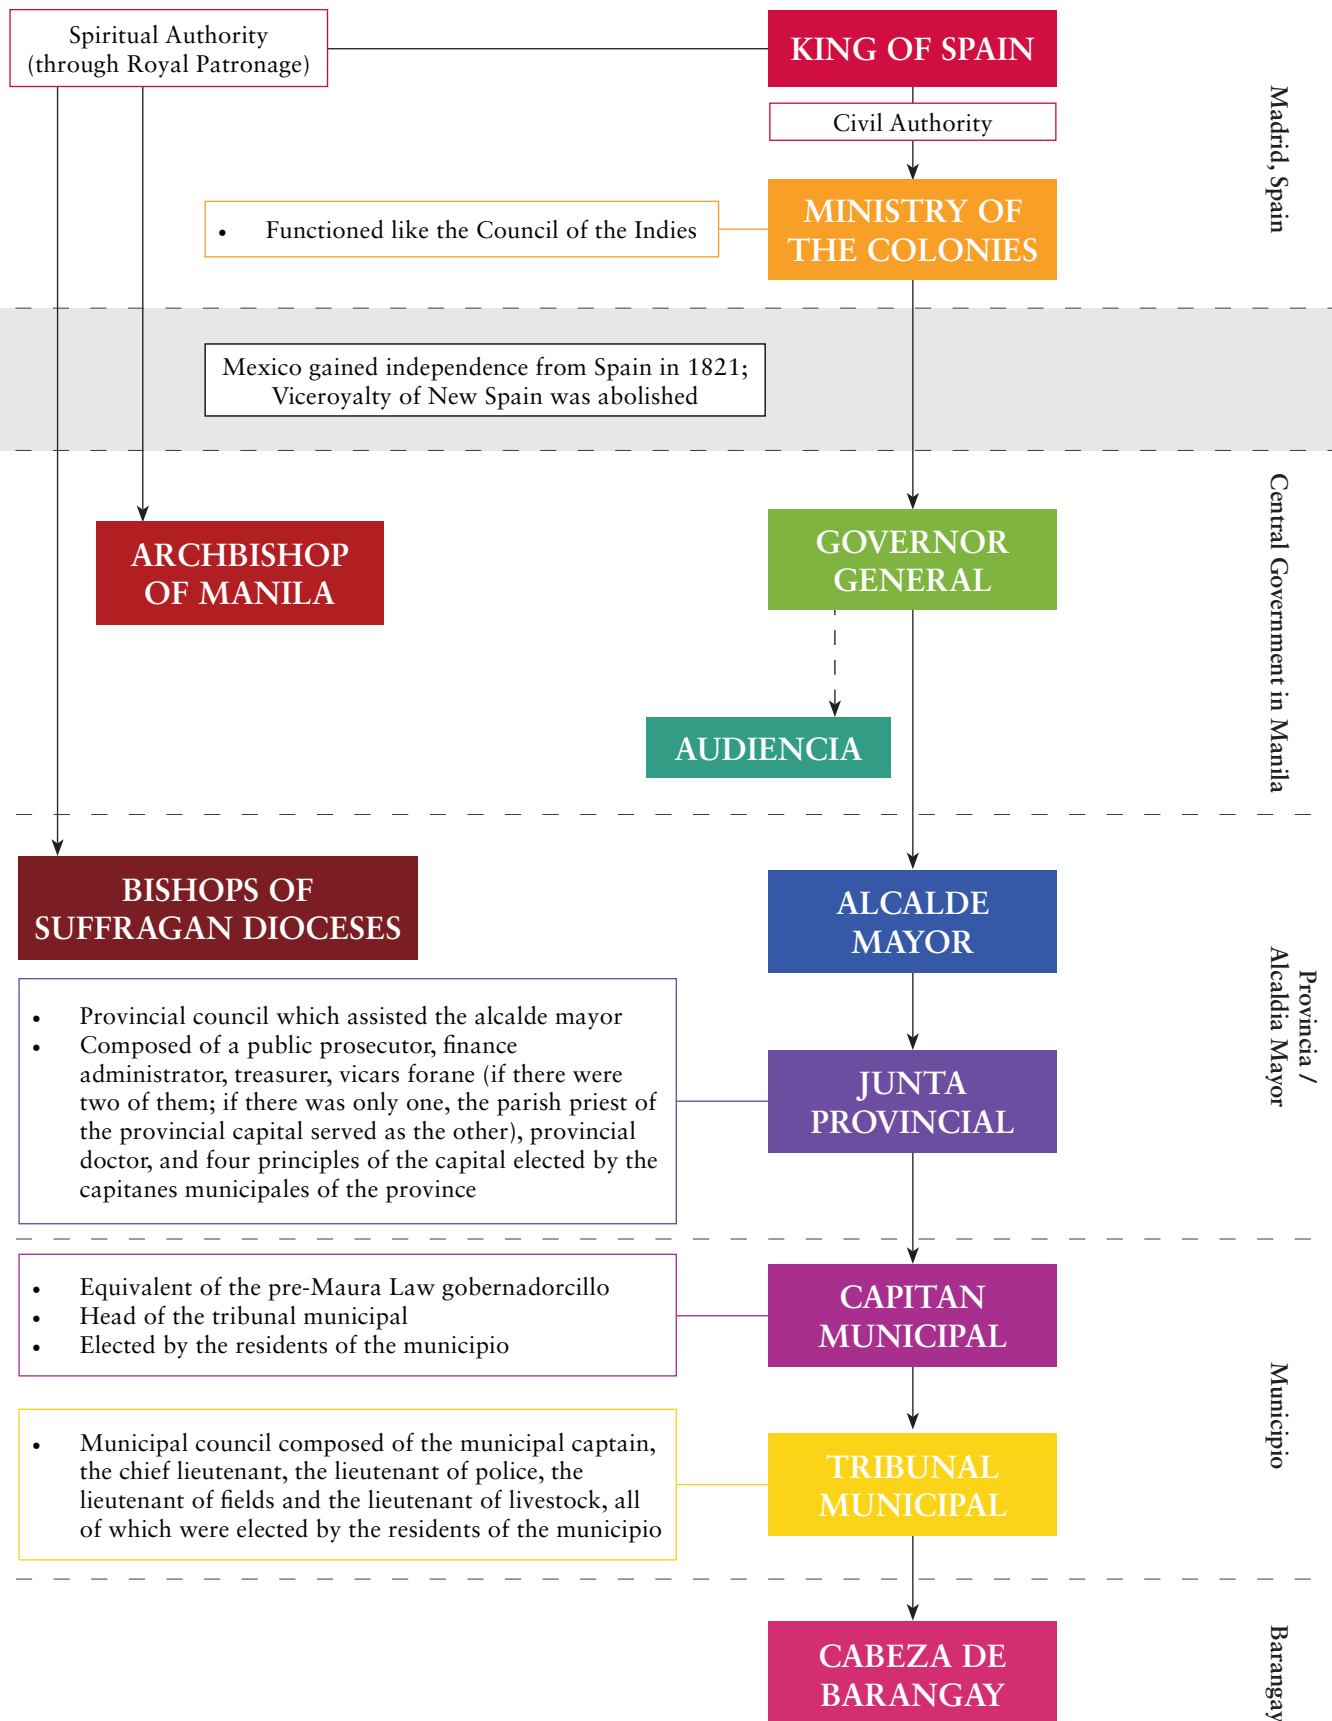 Spiritual Authority
(through Royal Patronage)
KING OF SPAIN
Civil Authority
Madrid, Spain
• Functioned like the Council of the Indies
MINISTRY OF
THE COLONIES
Mexico gained independence from Spain in 1821;
Viceroyalty of New Spain was abolished
ARCHBISHOP
OF MANILA
GOVERNOR
GENERAL
Central Government in Manila
AUDIENCIA
BISHOPS OF
SUFFRAGAN DIOCESES
ALCALDE
MAYOR
Provincia /
Alcaldia Mayor
• Provincial council which assisted the alcalde mayor
• Composed of a public prosecutor, finance
administrator, treasurer, vicars forane (if there were
two of them; if there was only one, the parish priest of
the provincial capital served as the other), provincial
doctor, and four principles of the capital elected by the
capitanes municipales of the province
JUNTA
PROVINCIAL
• Equivalent of the pre-Maura Law gobernadorcillo
• Head of the tribunal municipal
• Elected by the residents of the municipio
CAPITAN
MUNICIPAL
Municipio
• Municipal council composed of the municipal captain,
the chief lieutenant, the lieutenant of police, the
lieutenant of fields and the lieutenant of livestock, all
of which were elected by the residents of the municipio
TRIBUNAL
MUNICIPAL
CABEZA DE
BARANGAY
Barangay